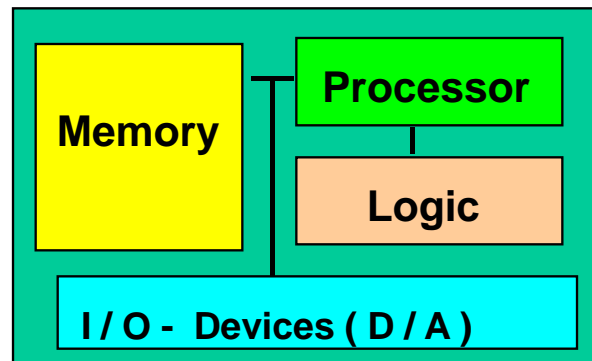 Memory
Processor
Logic
I / O - Devices ( D / A )